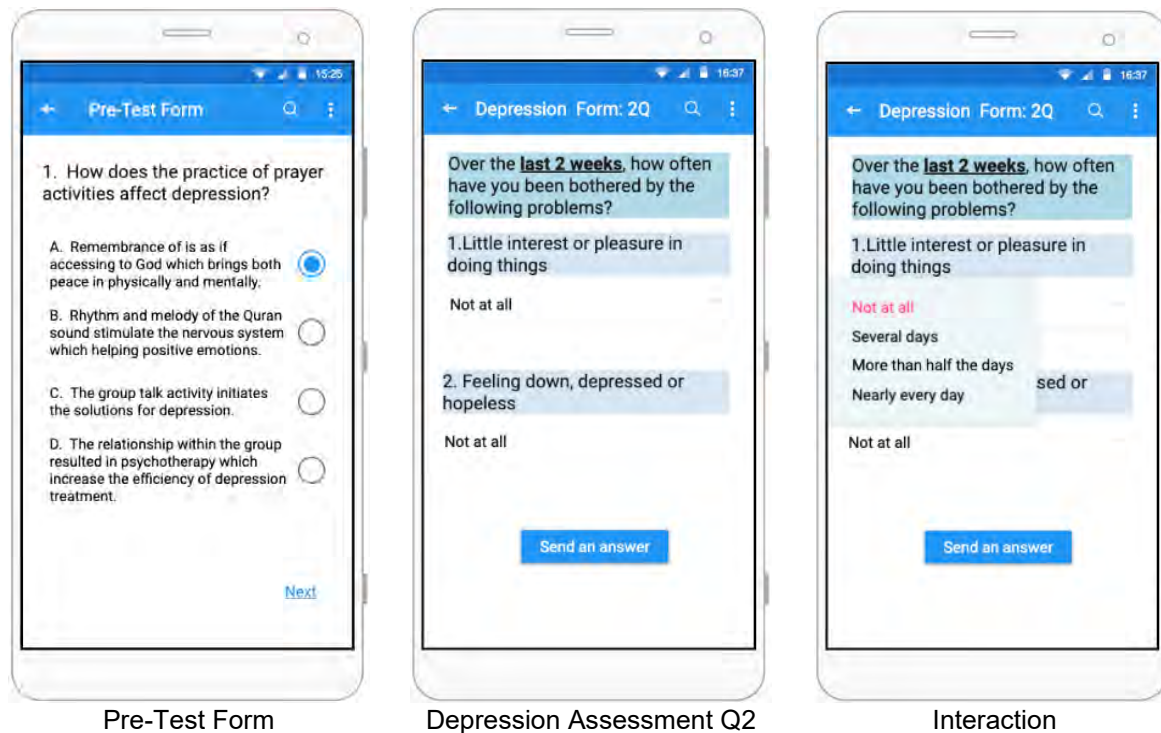 15:25
Pre-Test Form
1. How does the practice of prayer
activities affect depression?
A. Remembrance of is as if
accessing to God which brings both
peace in physically and mentally.
B. Rhythm and melody of the Quran
sound stimulate the nervous system
which helping positive emotions.
C. The group talk activity initiates
the solutions for depression.
D. The relationship within the group
resulted in psychotherapy which
increase the efficiency of depression
treatment.
Next
Pre-Test Form
16:37
Depression Form: 2Q
Over the last 2 weeks, how often
have you been bothered by the
following problems?
1.Little interest or pleasure in
doing things
Not at all
2. Feeling down, depressed or
hopeless
Not at all
Send an answer
Depression Assessment Q2
16:37
Depression Form: 2Q
Over the last 2 weeks, how often
have you been bothered by the
following problems?
1.Little interest or pleasure in
doing things
Not at all
Several days
More than half the days
sed or
Nearly every day
Not at all
Send an answer
Interaction